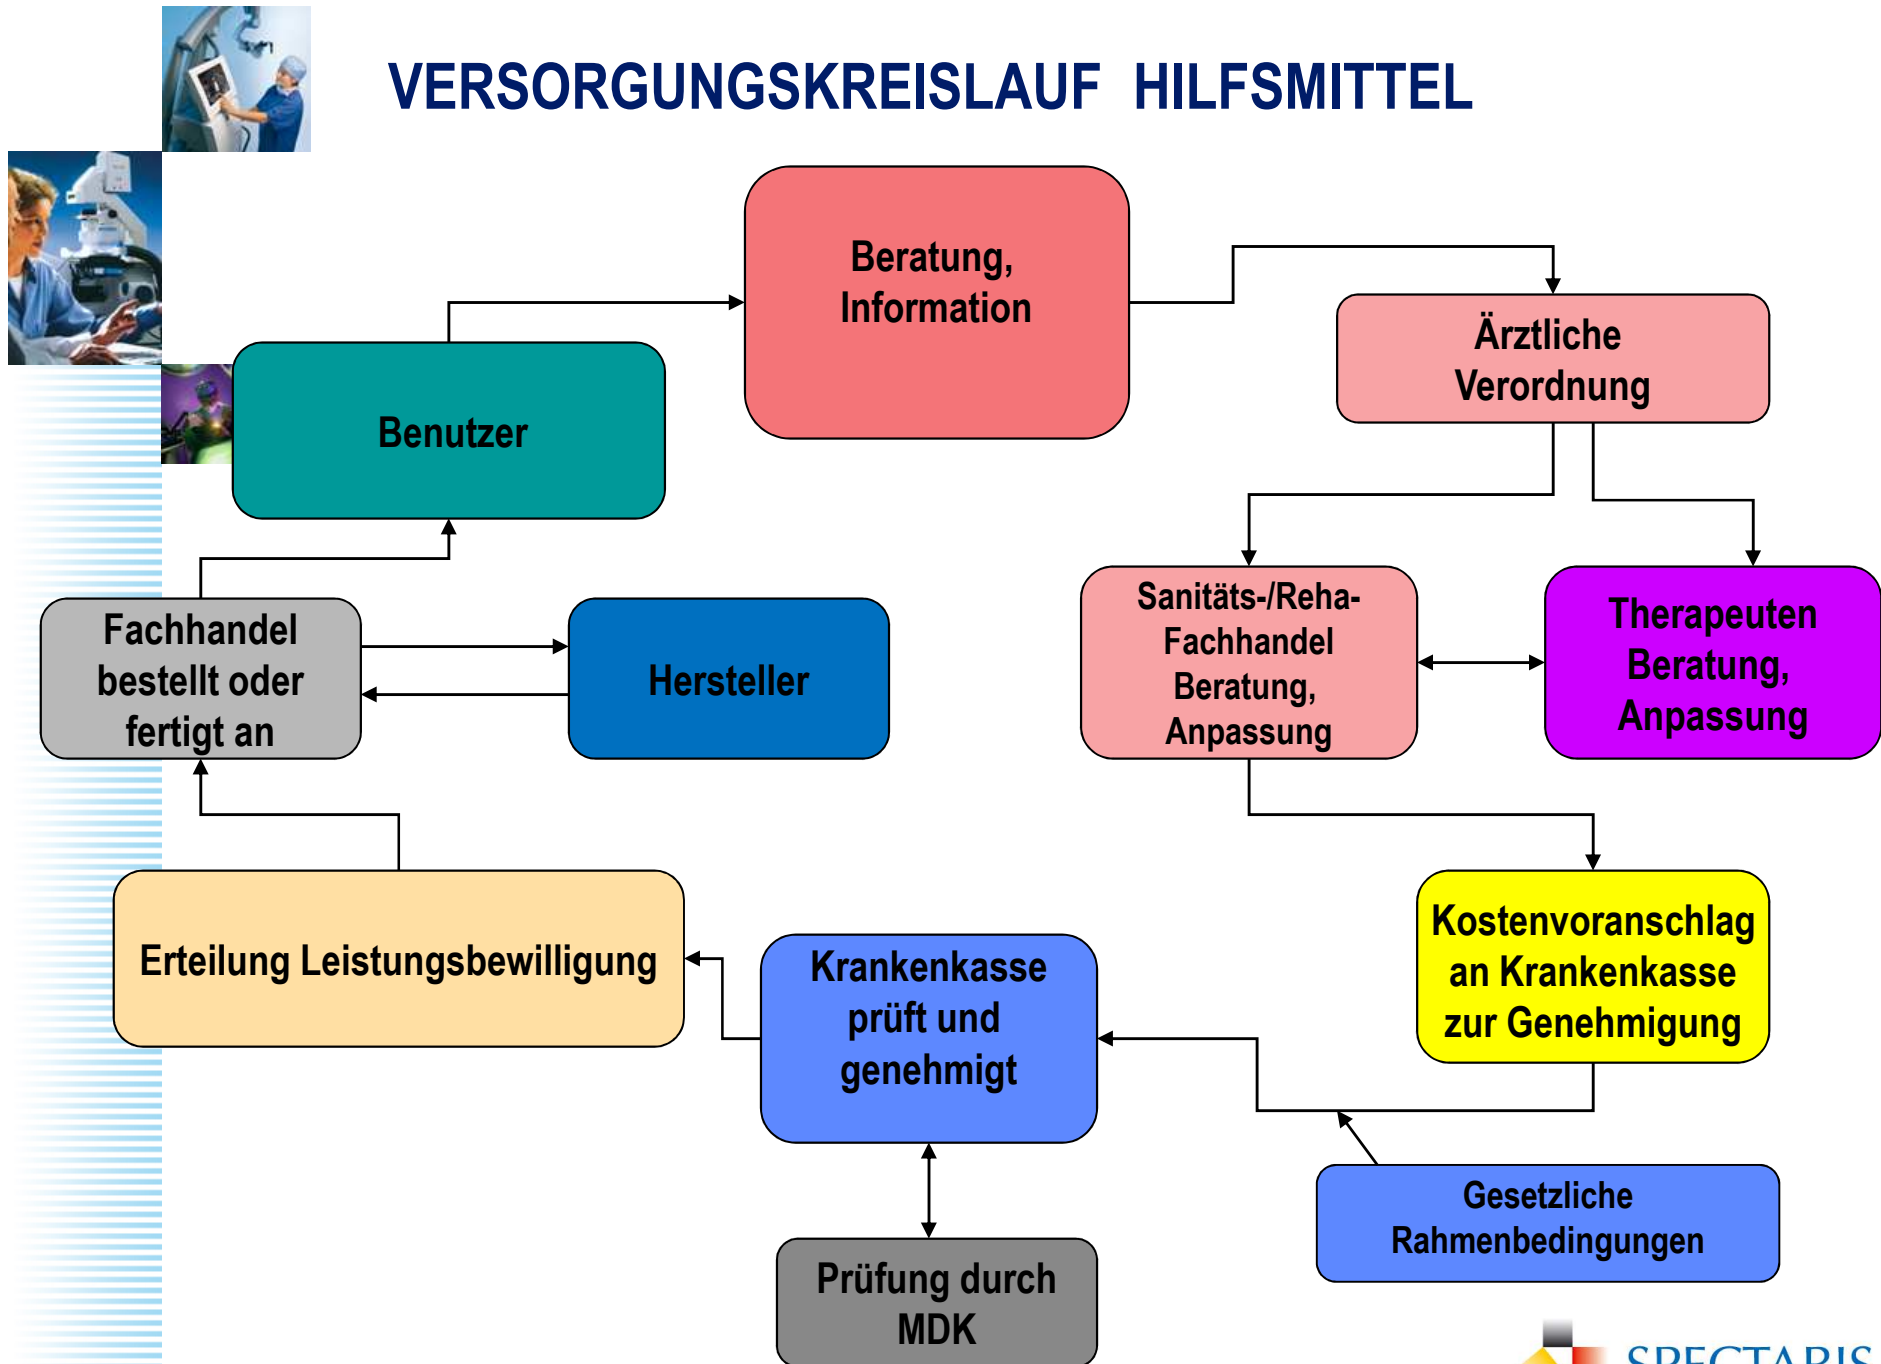 VERSORGUNGSKREISLAUF HILFSMITTEL
Beratung,
Information
Ärztliche
Verordnung
Benutzer
Sanitäts-/Reha-
Fachhandel
Beratung,
Anpassung
Therapeuten
Beratung,
Anpassung
Fachhandel
bestellt oder
fertigt an
Hersteller
Erteilung Leistungsbewilligung
Krankenkasse
prüft und
genehmigt
Kostenvoranschlag
an Krankenkasse
zur Genehmigung
Gesetzliche
Rahmenbedingungen
Prüfung durch
MDK
SPECTARIS